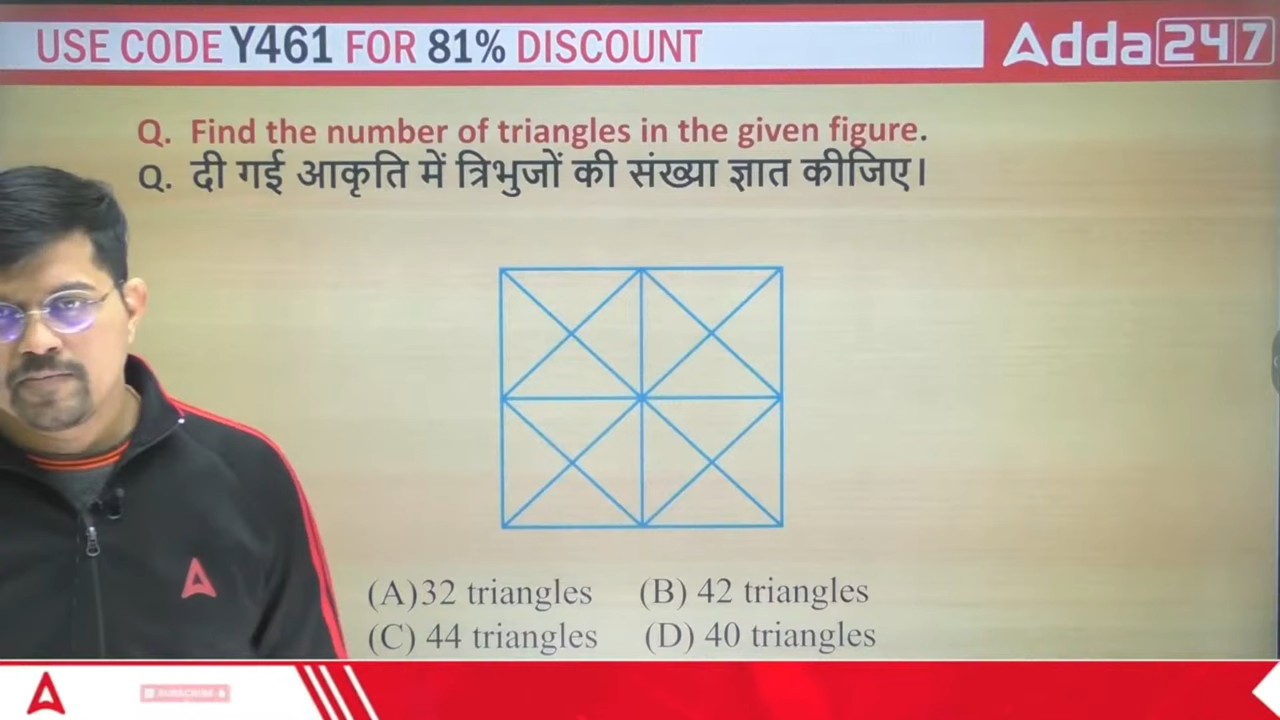 USE CODE Y461 FOR 81% DISCOUNT
Adda247
Q. Find the number of triangles in the given figure.
Q. दी गई आकृति में त्रिभुजों की संख्या ज्ञात कीजिए।
(A)32 triangles (B) 42 triangles
(C) 44 triangles (D) 40 triangles
SUBSCRIBE